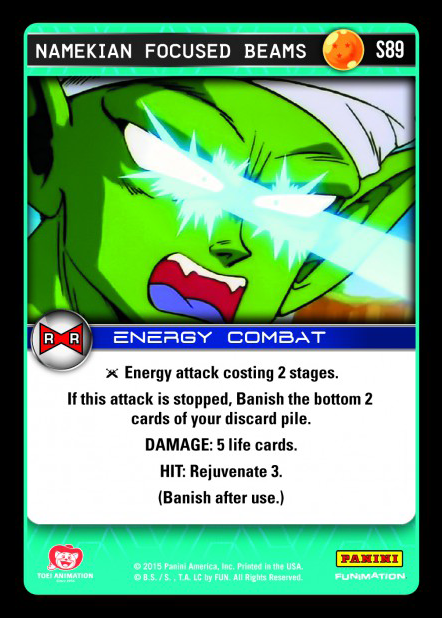 NAMEKIAN FOCUSED BEAMS S89
R R
ENERGY COMBAT
Energy attack costing 2 stages.
If this attack is stopped, Banish the bottom 2
cards of your discard pile.
DAMAGE: 5 life cards.
HIT: Rejuvenate 3.
(Banish after use.)
TOEI ANIMATION
© 2015 Panini America, Inc. Printed in the USA.
© B.S. / S. , T.A. LC by FUN. All Rights Reserved.
PANINI
FUNIMATION